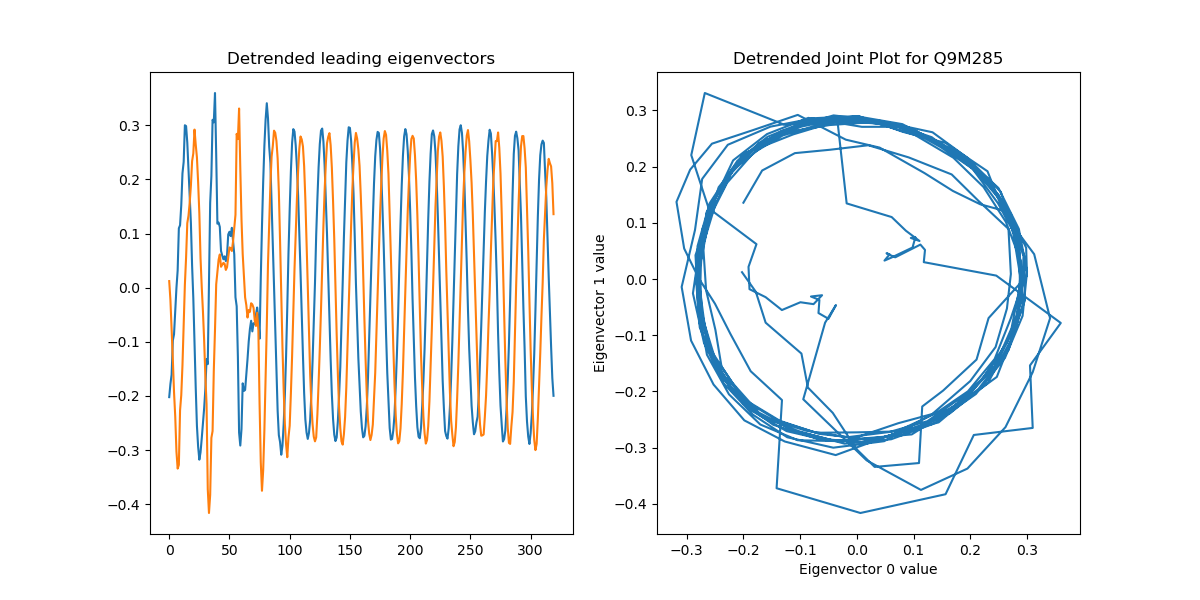 Detrended leading eigenvectors
0.3
0.2
0.1
0.0
−0.1
−0.2
−0.3
−0.4
0 50 100 150 200 250 300
Detrended Joint Plot for Q9M285
Eigenvector 1 value
0.3
0.2
0.1
0.0
−0.1
−0.2
−0.3
−0.4
−0.3 −0.2 −0.1 0.0 0.1 0.2 0.3
Eigenvector 0 value